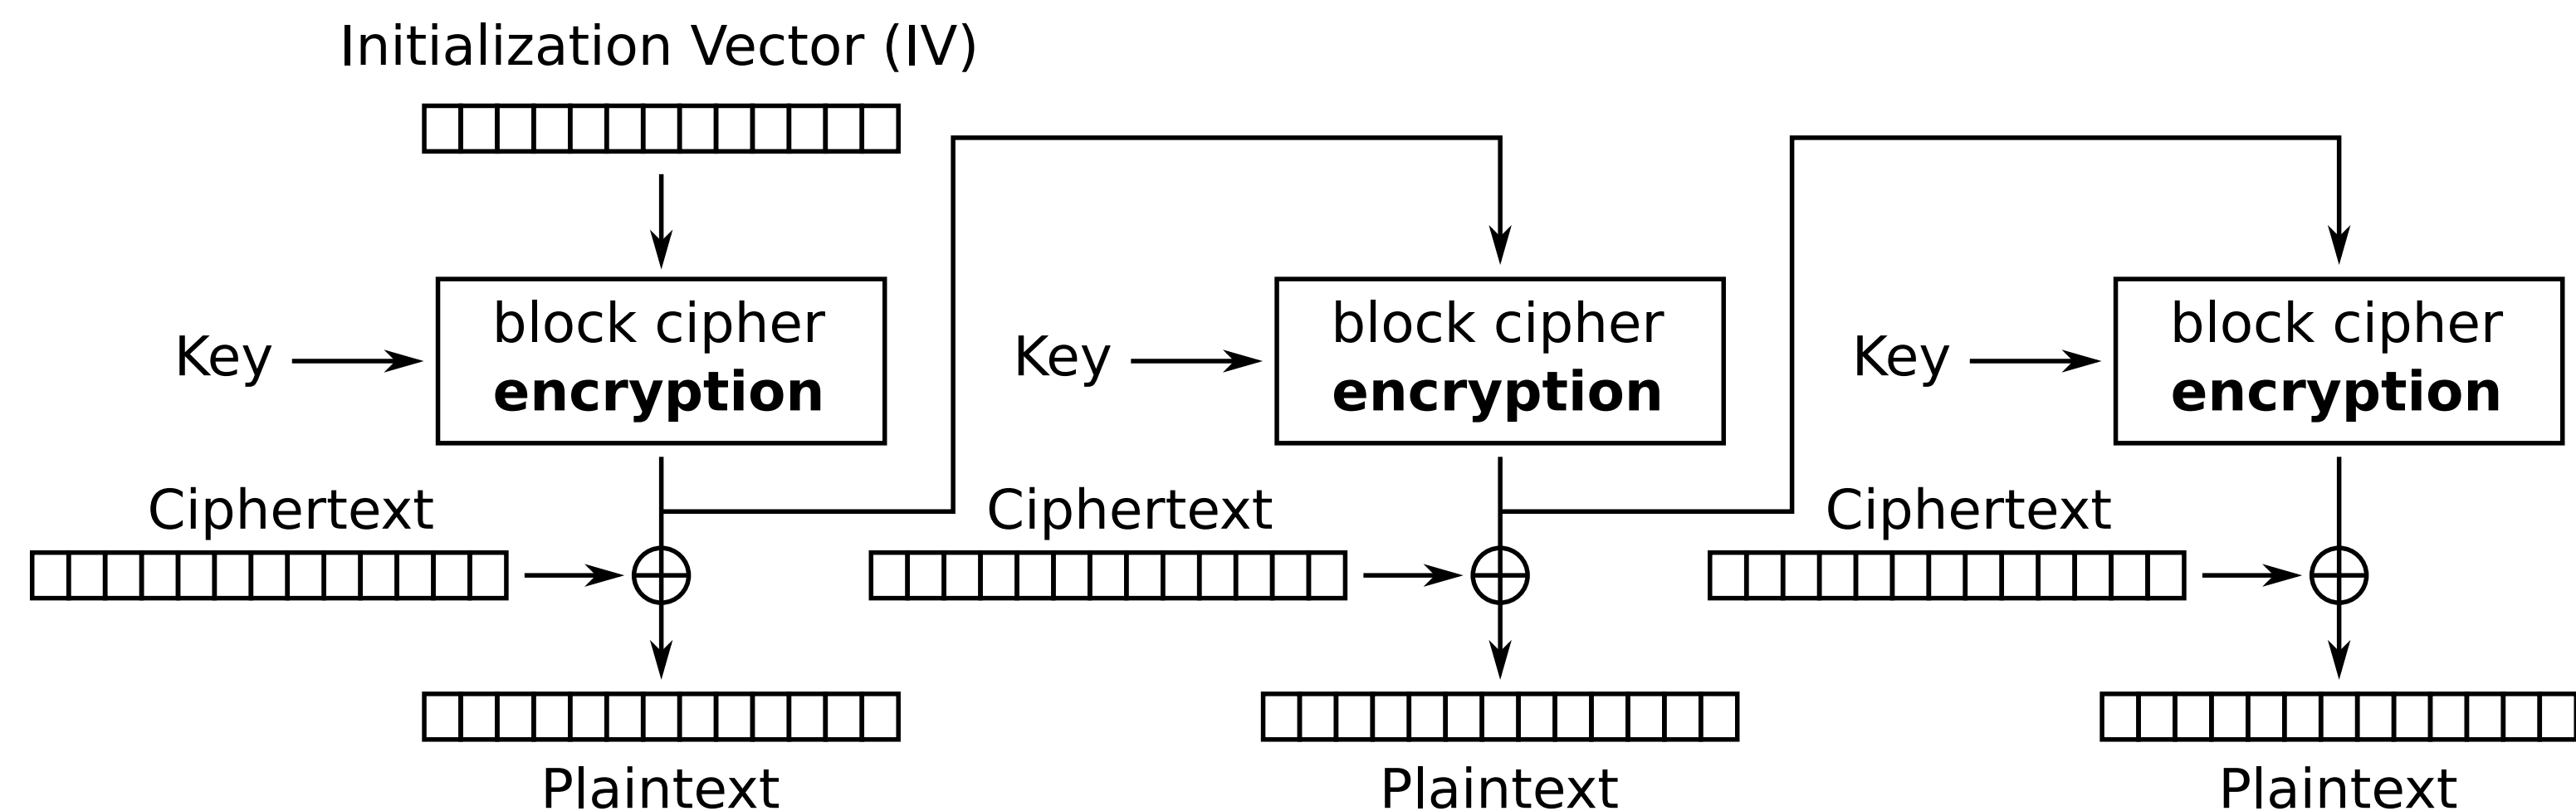 Initialization Vector (IV)
Key
block cipher
encryption
Key
block cipher
encryption
Key
block cipher
encryption
Ciphertext
Ciphertext
Ciphertext
Plaintext
Plaintext
Plaintext